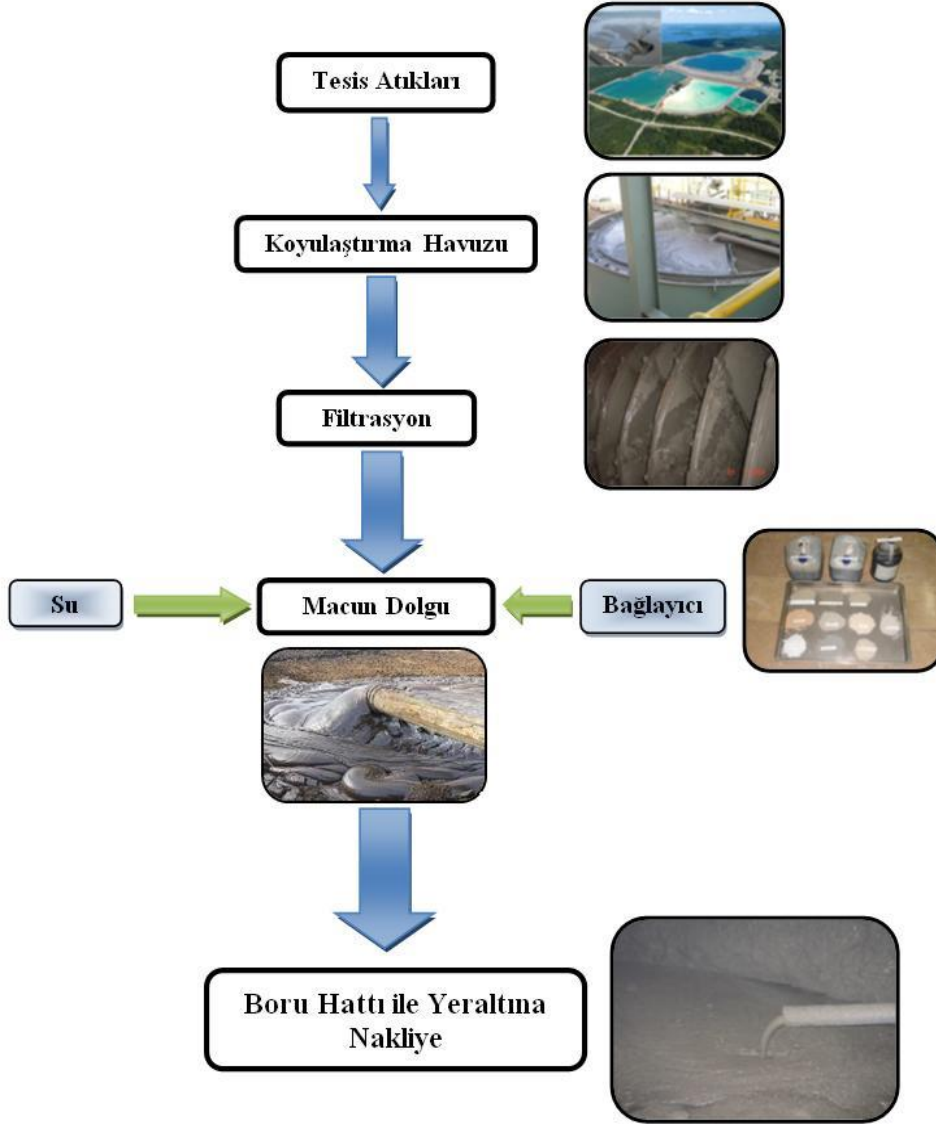 Tesis Atıkları
Koyulaştırma Havuzu
Filtrasyon
Su
Macun Dolgu
Bağlayıcı
Boru Hattı ile Yeraltına
Nakliye